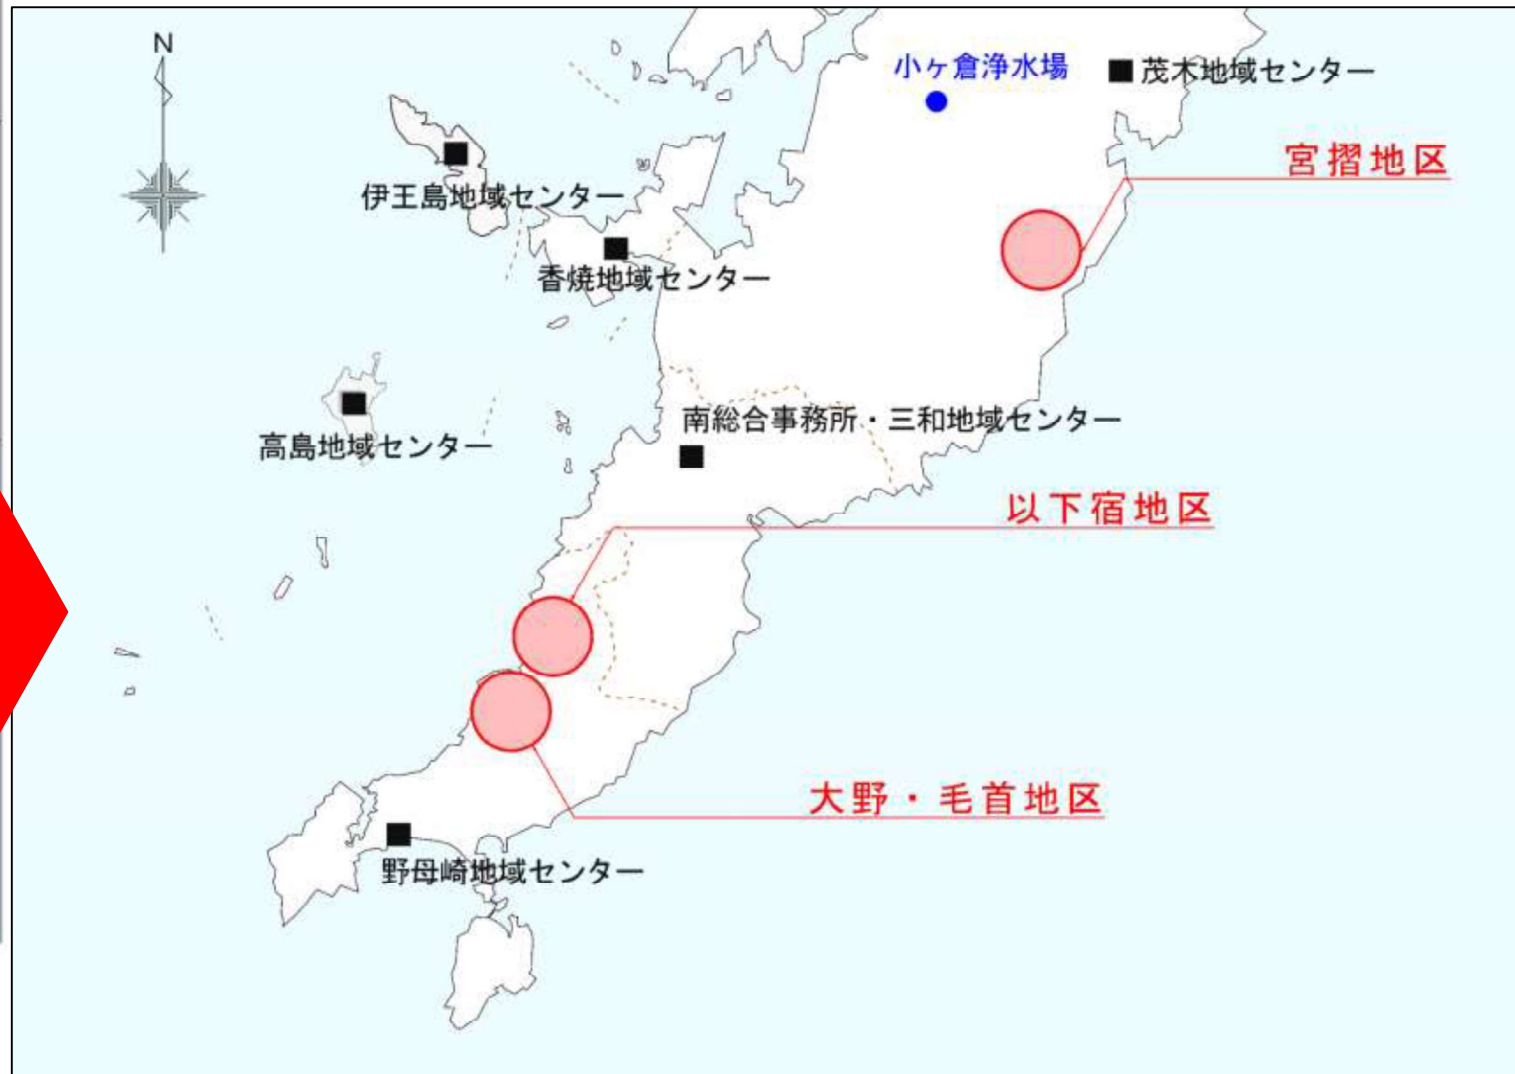 N
小ヶ倉浄水場
茂木地域センター
宮摺地区
伊王島地域センター
香焼地域センター
南総合事務所・三和地域センター
高島地域センター
以下宿地区
大野・毛首地区
野母崎地域センター